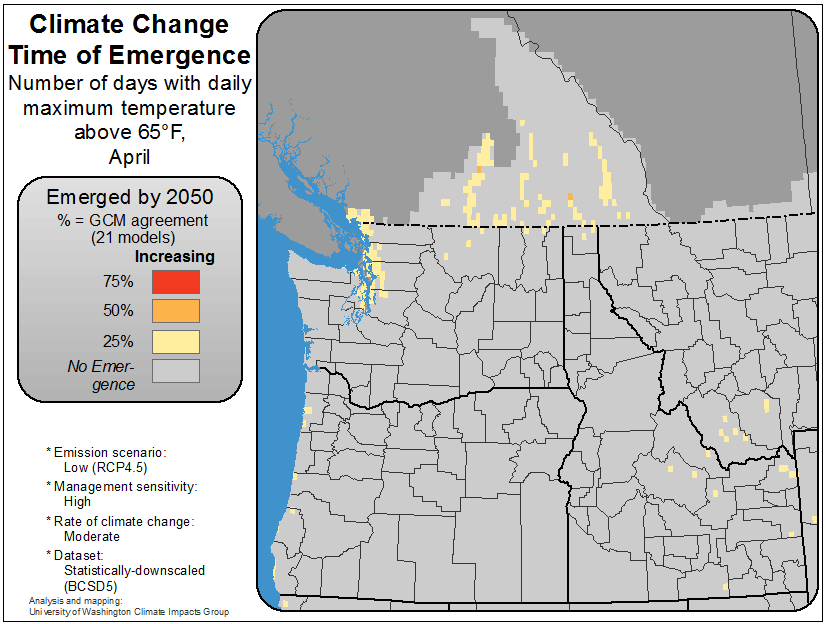 Climate Change
Time of Emergence
Number of days with daily
maximum temperature
above 65°F,
April
Emerged by 2050
% = GCM agreement
(21 models)
Increasing
75%
50%
25%
No Emer-
gence
* Emission scenario:
Low (RCP4.5)
* Management sensitivity:
High
* Rate of climate change:
Moderate
* Dataset:
Statistically-downscaled
(BCSD5)
Analysis and mapping:
University of Washington Climate Impacts Group